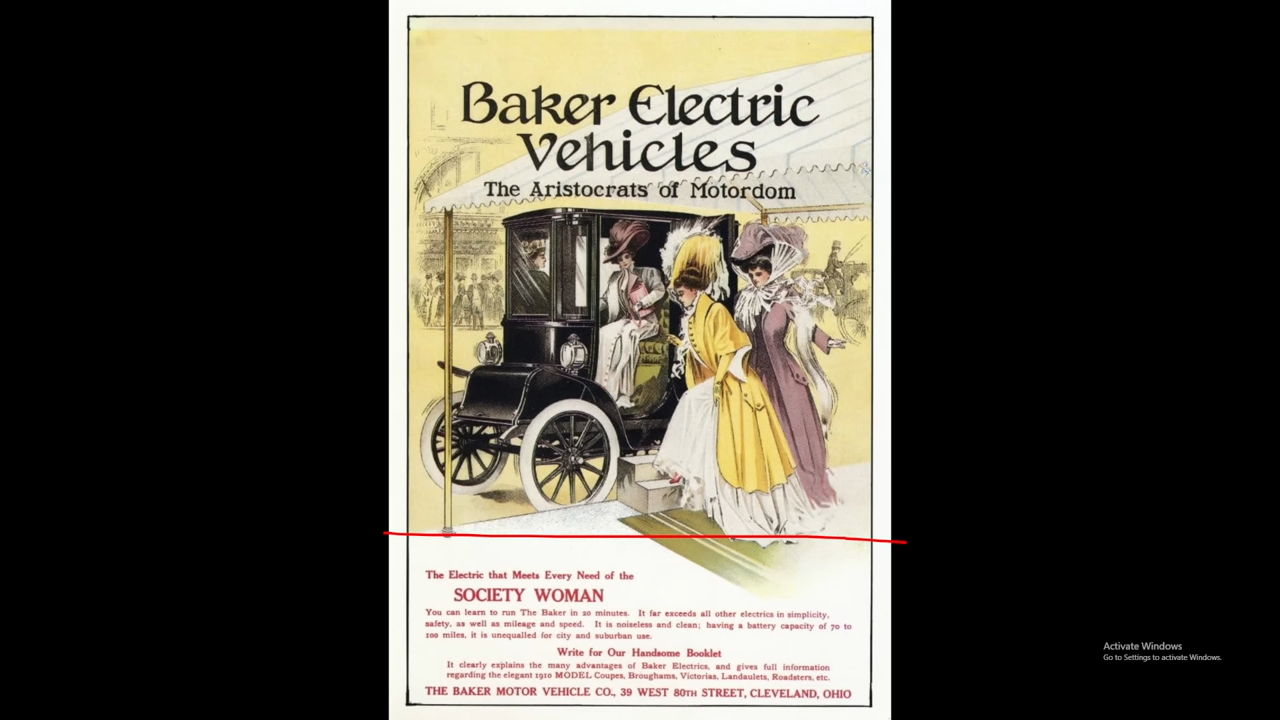 Baker Electric
Vehicles
The Aristocrats of Motordom
The Electric that Meets Every Need of the
SOCIETY WOMAN
You can learn to run The Baker in 20 minutes. It far exceeds all other electrics in simplicity,
safety, as well as mileage and speed. It is noiseless and clean; having a battery capacity of 70 to
100 miles, it is unequalled for city and suburban use.
Write for Our Handsome Booklet
It clearly explains the many advantages of Baker Electrics, and gives full information
regarding the elegant 1910 MODEL Coupes, Broughams, Victorias, Landaulets, Roadsters, etc.
THE BAKER MOTOR VEHICLE CO., 39 WEST 80TH STREET, CLEVELAND, OHIO
Activate Windows
Go to Settings to activate Windows.